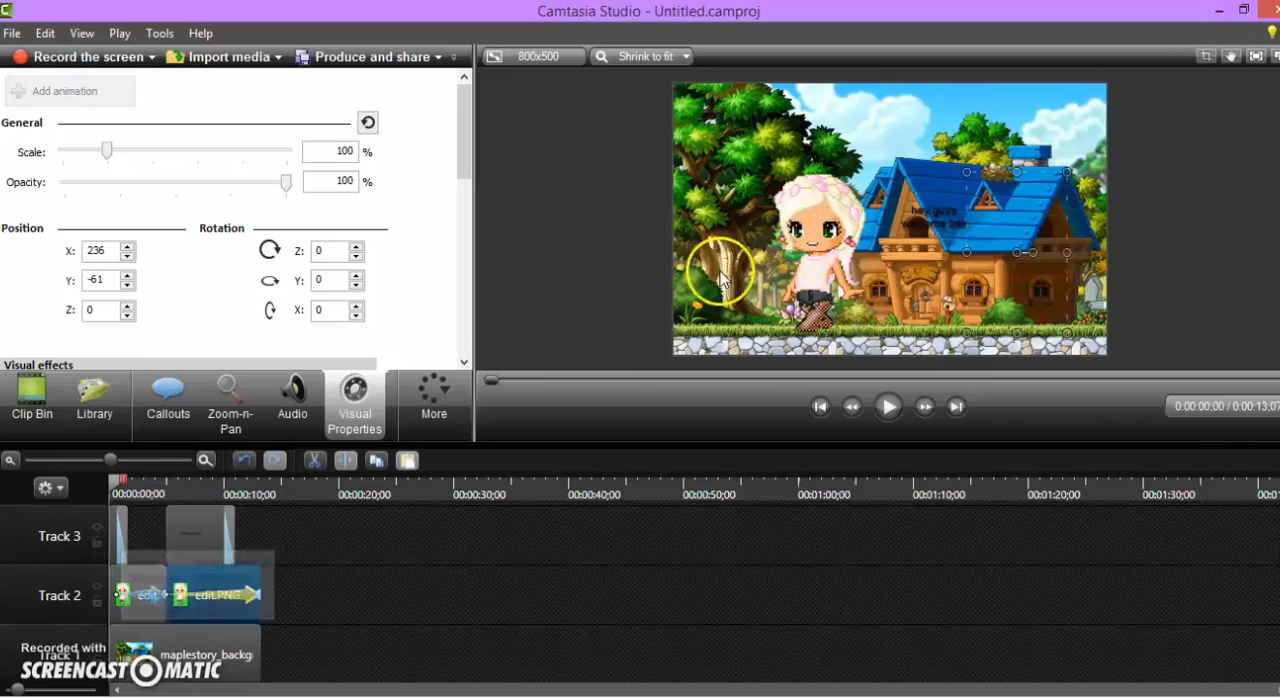 Camtasia Studio - Untitled.camproj
File Edit View Play Tools Help
Record the screen Import media Produce and share
800x500 Shrink to fit
Add animation
General
Scale: 100 %
Opacity: 100 %
Position Rotation
X: 236 Z: 0
Y: -61 Y: 0
Z: 0 X: 0
Visual effects
hey guys
Clip Bin Library Callouts Zoom-n-Pan Audio Visual Properties More
0:00:00;00 / 0:00:13;07
00:00:00;00 00:00:10;00 00:00:20;00 00:00:30;00 00:00:40;00 00:00:50;00 00:01:00;00 00:01:10;00 00:01:20;00 00:01:30;00
Track 3
Track 2 edit edit.PNG
Track 1 maplestory_backg
Recorded with
SCREENCAST-O-MATIC